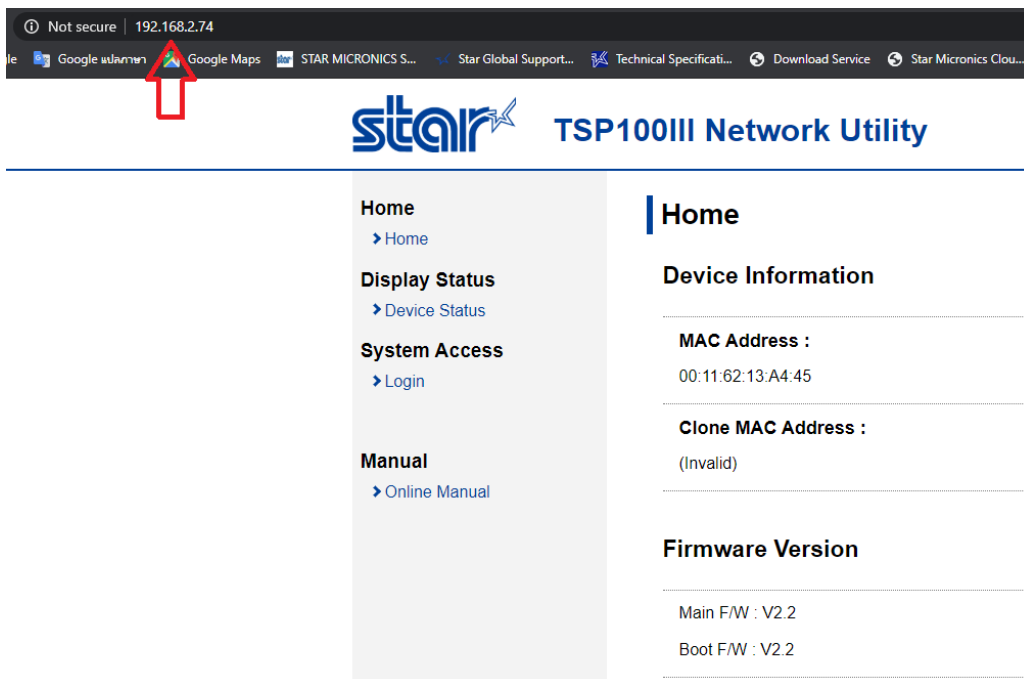 Not secure | 192.168.2.74
le Google แปลภาษา Google Maps star STAR MICRONICS S... Star Global Support... Technical Specificati... Download Service Star Micronics Clou...
star TSP100III Network Utility
Home
Home
Display Status
Device Status
System Access
Login
Manual
Online Manual
Home
Device Information
MAC Address :
00:11:62:13:A4:45
Clone MAC Address :
(Invalid)
Firmware Version
Main F/W : V2.2
Boot F/W : V2.2